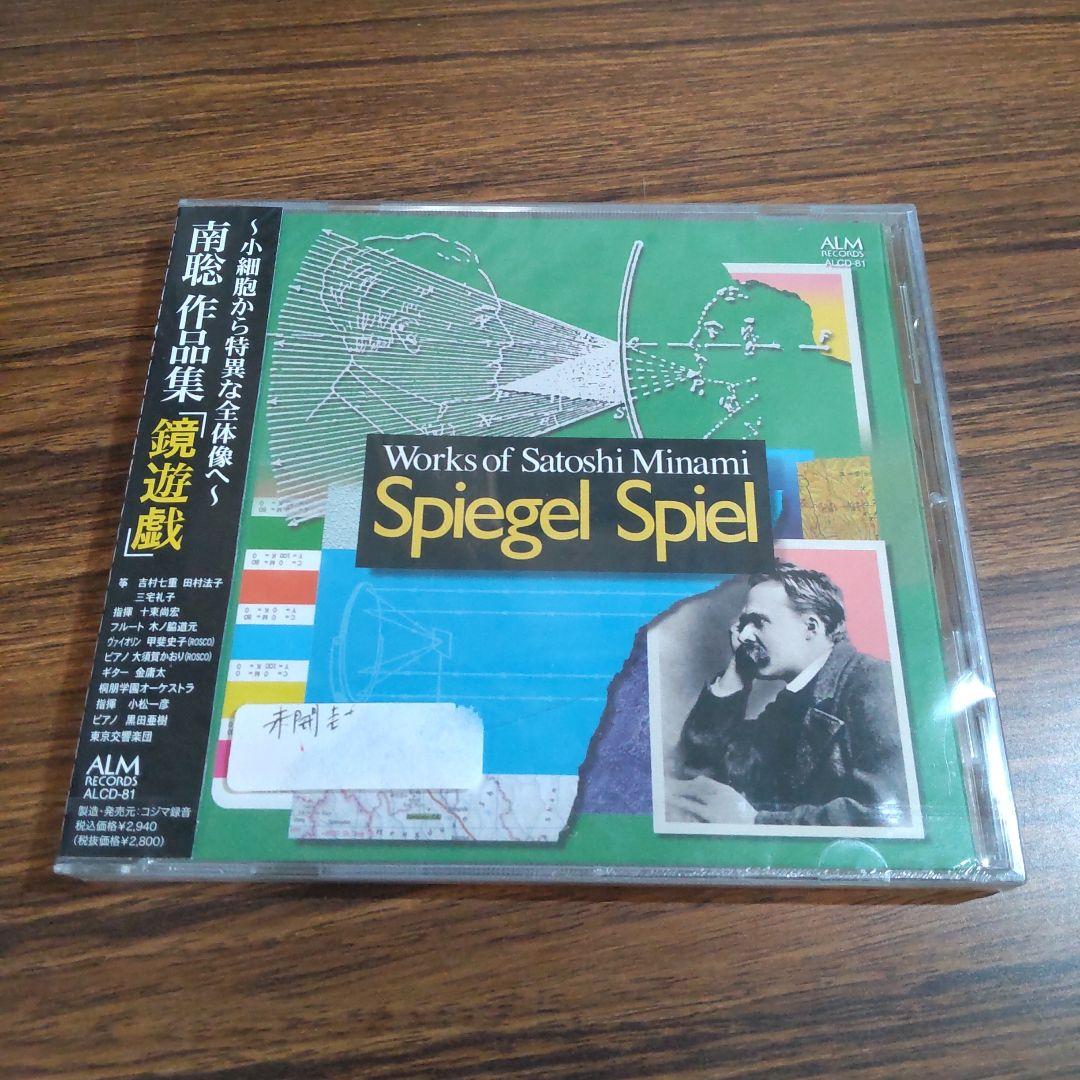 〜小細胞から特異な全体像へ〜
南聡 作品集「鏡遊戯」
箏 吉村七重 田村法子
三宅礼子
指揮 十束尚宏
フルート 木ノ脇道元
ヴァイオリン 甲斐史子(ROSCO)
ピアノ 大須賀かおり(ROSCO)
ギター 金庸太
桐朋学園オーケストラ
指揮 小松一彦
ピアノ 黒田亜樹
東京交響楽団
ALM
RECORDS
ALCD-81
製造・発売元:コジマ録音
税込価格¥2,940
(税抜価格¥2,800)
ALM
RECORDS
ALCD-81
Works of Satoshi Minami
Spiegel Spiel
未開封